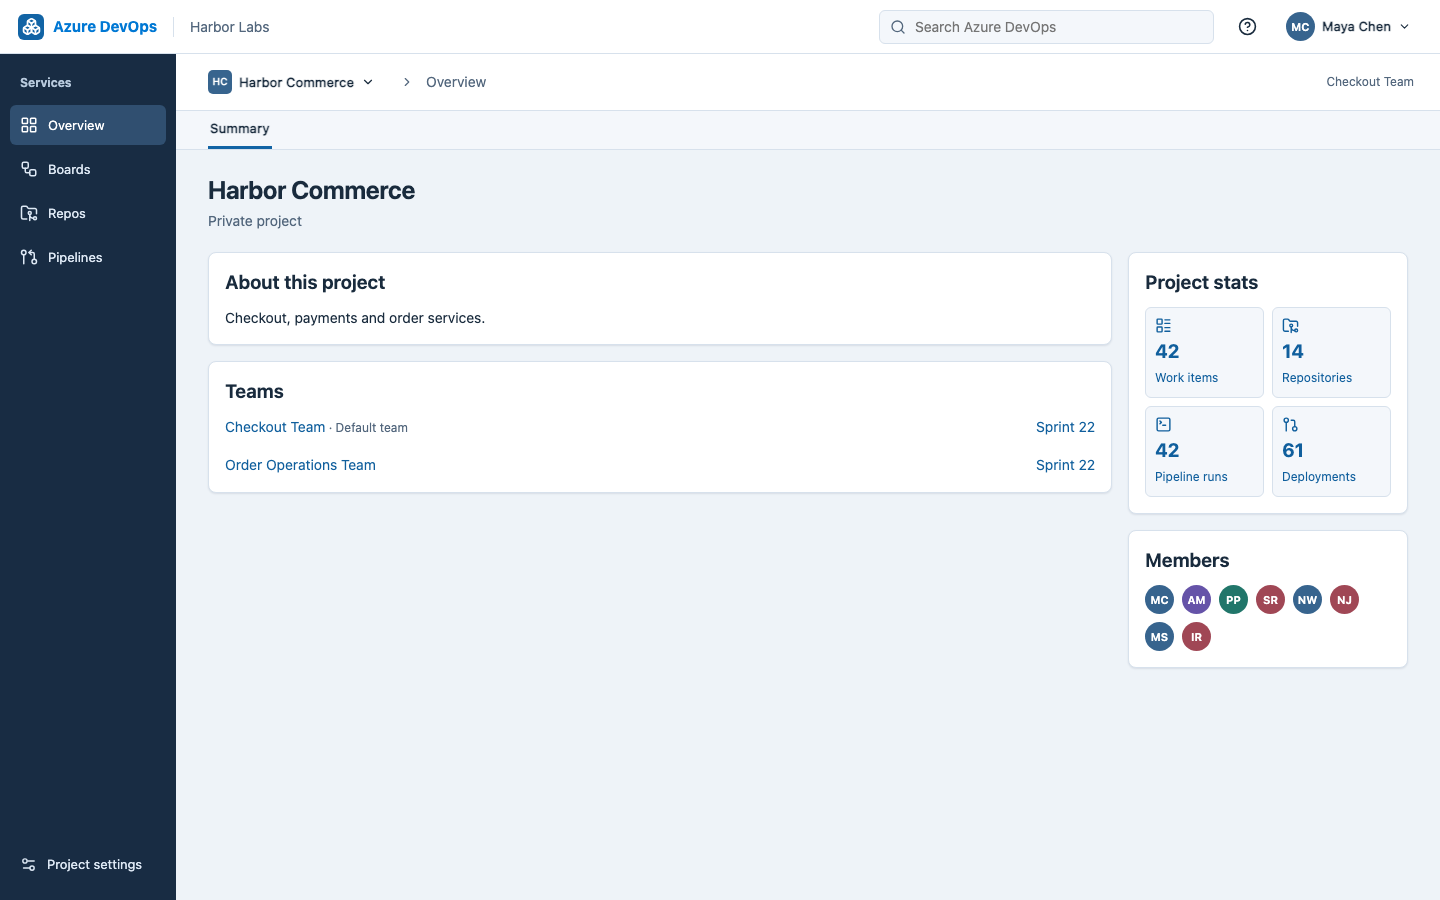 Azure DevOps
Harbor Labs
Search Azure DevOps
MC
Maya Chen
Services
Overview
Boards
Repos
Pipelines
Project settings
HC
Harbor Commerce
Overview
Checkout Team
Summary
Harbor Commerce
Private project
About this project
Checkout, payments and order services.
Teams
Checkout Team · Default team
Sprint 22
Order Operations Team
Sprint 22
Project stats
42
Work items
14
Repositories
42
Pipeline runs
61
Deployments
Members
MC AM PP SR NW NJ
MS IR